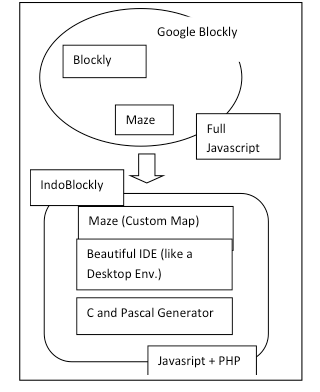 Google Blockly
Blockly
Maze
Full
Javascript
IndoBlockly
Maze (Custom Map)
Beautiful IDE (like a
Desktop Env.)
C and Pascal Generator
Javasript + PHP